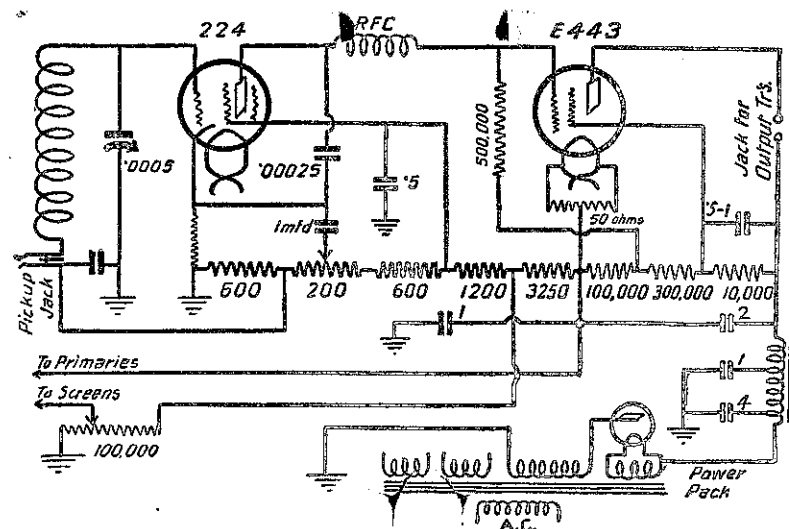 224
RFC
E443
Jack for
Output Trs.
500,000
.0005
.00025
.5
50 ohms
.5-1
1mfd
Pickup
Jack
600
200
600
1200
3250
100,000
300,000
10,000
1
2
To Primaries
1
To Screens
4
100,000
Power
Pack
A.C.